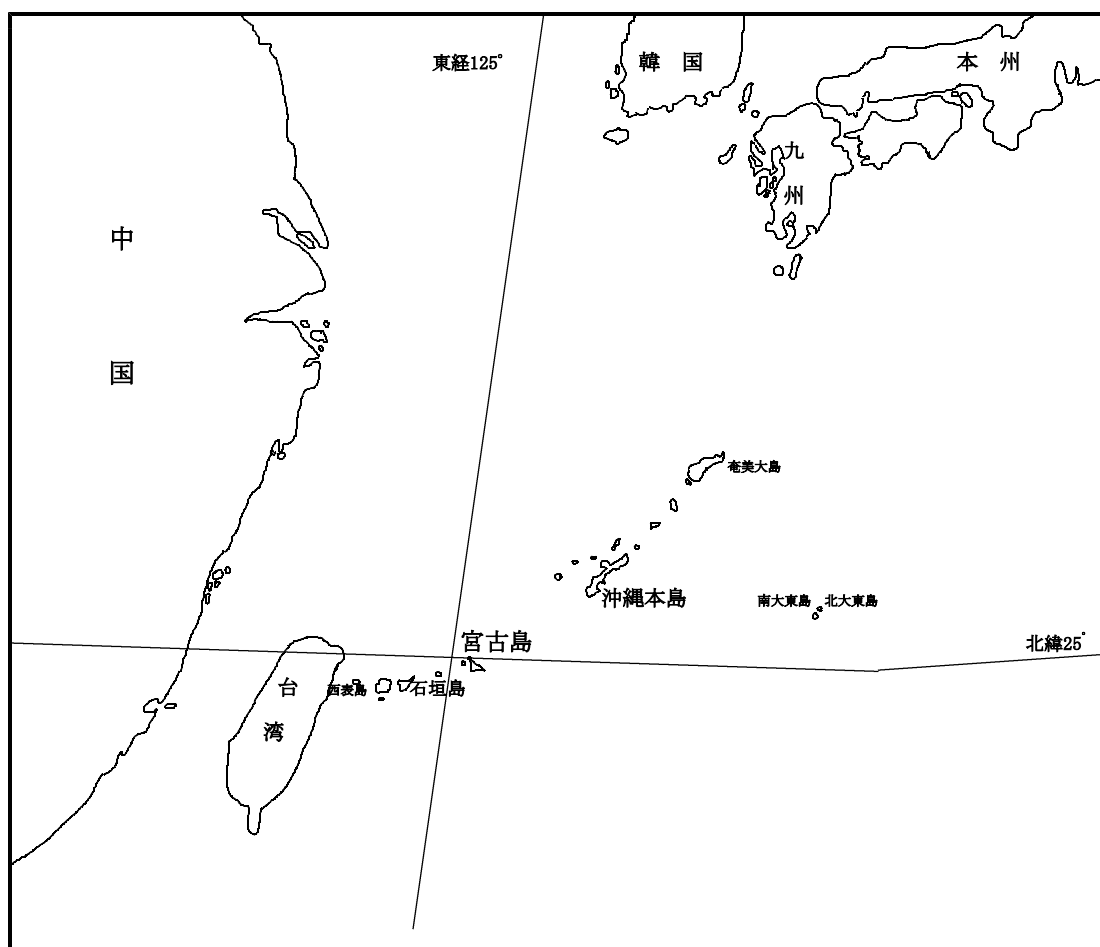 東経125°
韓国
本州
九州
中国
奄美大島
沖縄本島
南大東島
北大東島
宮古島
北緯25°
台湾
西表島
石垣島